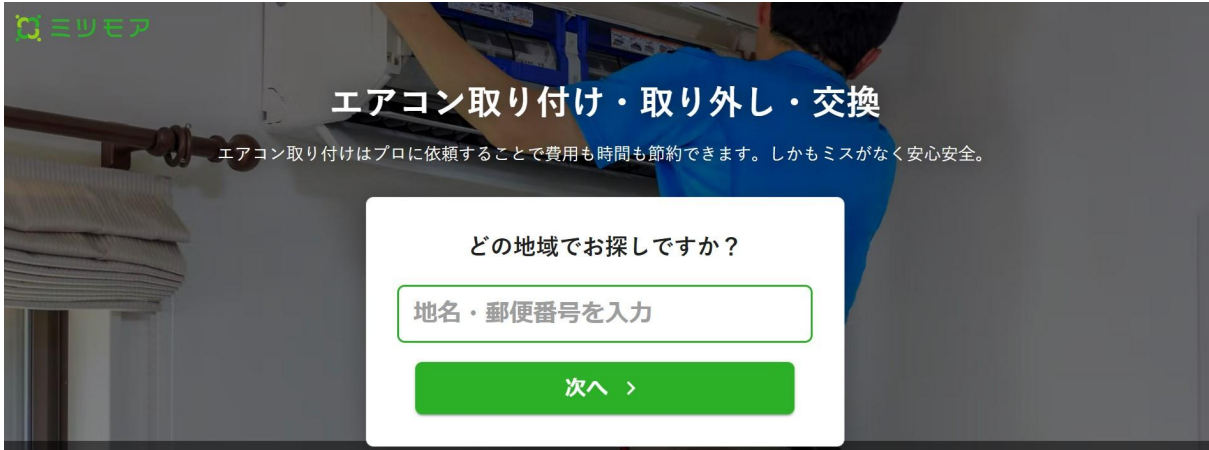 ミツモア
エアコン取り付け・取り外し・交換
エアコン取り付けはプロに依頼することで費用も時間も節約できます。しかもミスがなく安心安全。
どの地域でお探しですか？
地名・郵便番号を入力
次へ